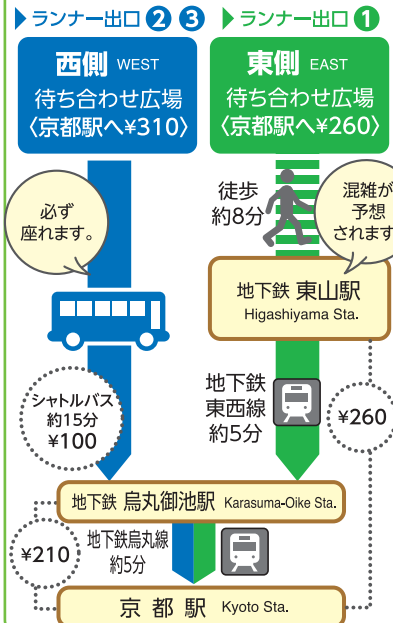 ▶ランナー出口 ❷ ❸
西側 WEST
待ち合わせ広場
〈京都駅へ¥310〉
必ず
座れます。
シャトルバス
約15分
¥100
▶ランナー出口 ❶
東側 EAST
待ち合わせ広場
〈京都駅へ¥260〉
徒歩
約8分
混雑が
予想
されます
地下鉄 東山駅
Higashiyama Sta.
地下鉄
東西線
約5分
¥260
地下鉄 烏丸御池駅 Karasuma-Oike Sta.
¥210
地下鉄烏丸線
約5分
京都駅 Kyoto Sta.